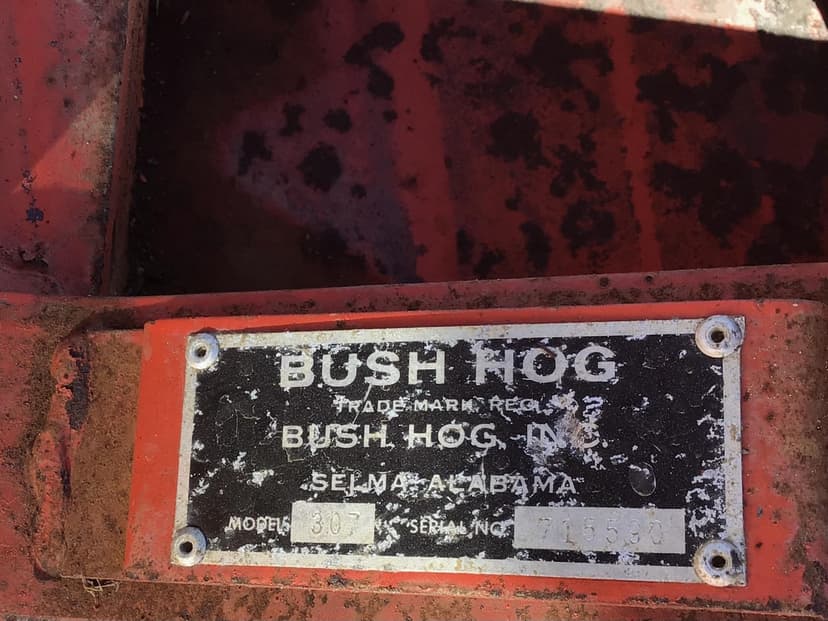 BUSH HOG
TRADE MARK REG.
BUSH HOG, INC.
SELMA ALABAMA
MODEL 307 SERIAL NO 715530